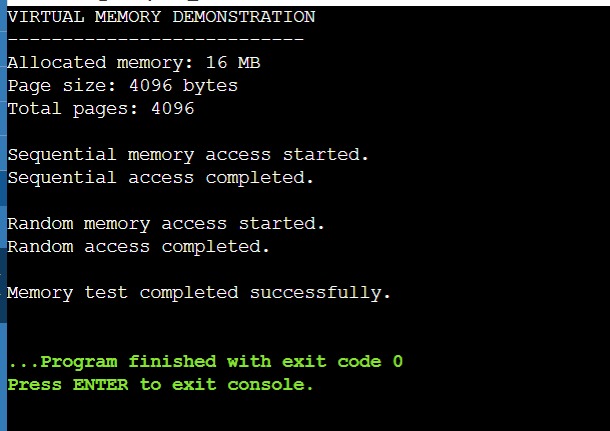 VIRTUAL MEMORY DEMONSTRATION
---------------------------
Allocated memory: 16 MB
Page size: 4096 bytes
Total pages: 4096
Sequential memory access started.
Sequential access completed.
Random memory access started.
Random access completed.
Memory test completed successfully.
...Program finished with exit code 0
Press ENTER to exit console.